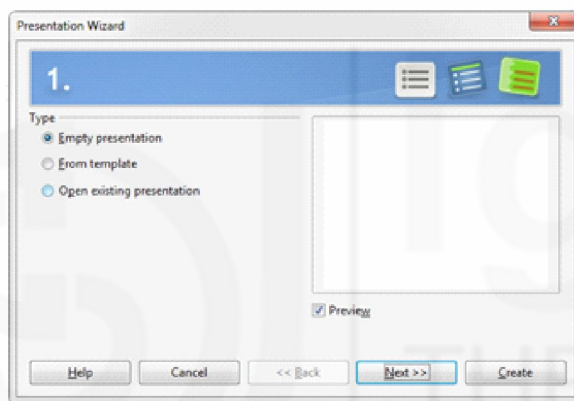 Presentation Wizard
1.
Type
Empty presentation
From template
Open existing presentation
Preview
Help Cancel << Back Next >> Create